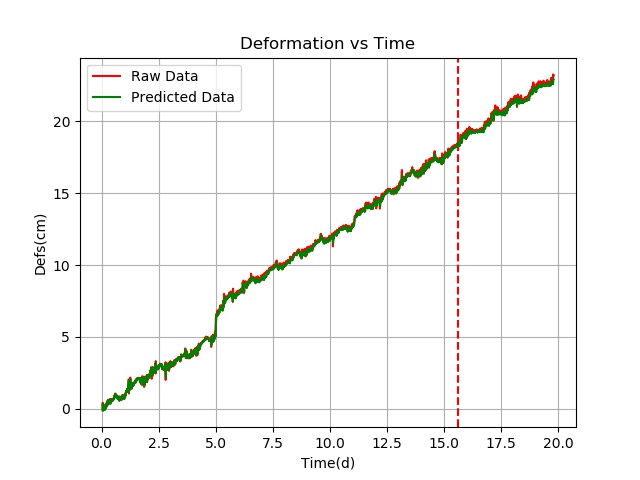 Deformation vs Time
Raw Data
Predicted Data
Defs(cm)
20
15
10
5
0
0.0 2.5 5.0 7.5 10.0 12.5 15.0 17.5 20.0
Time(d)